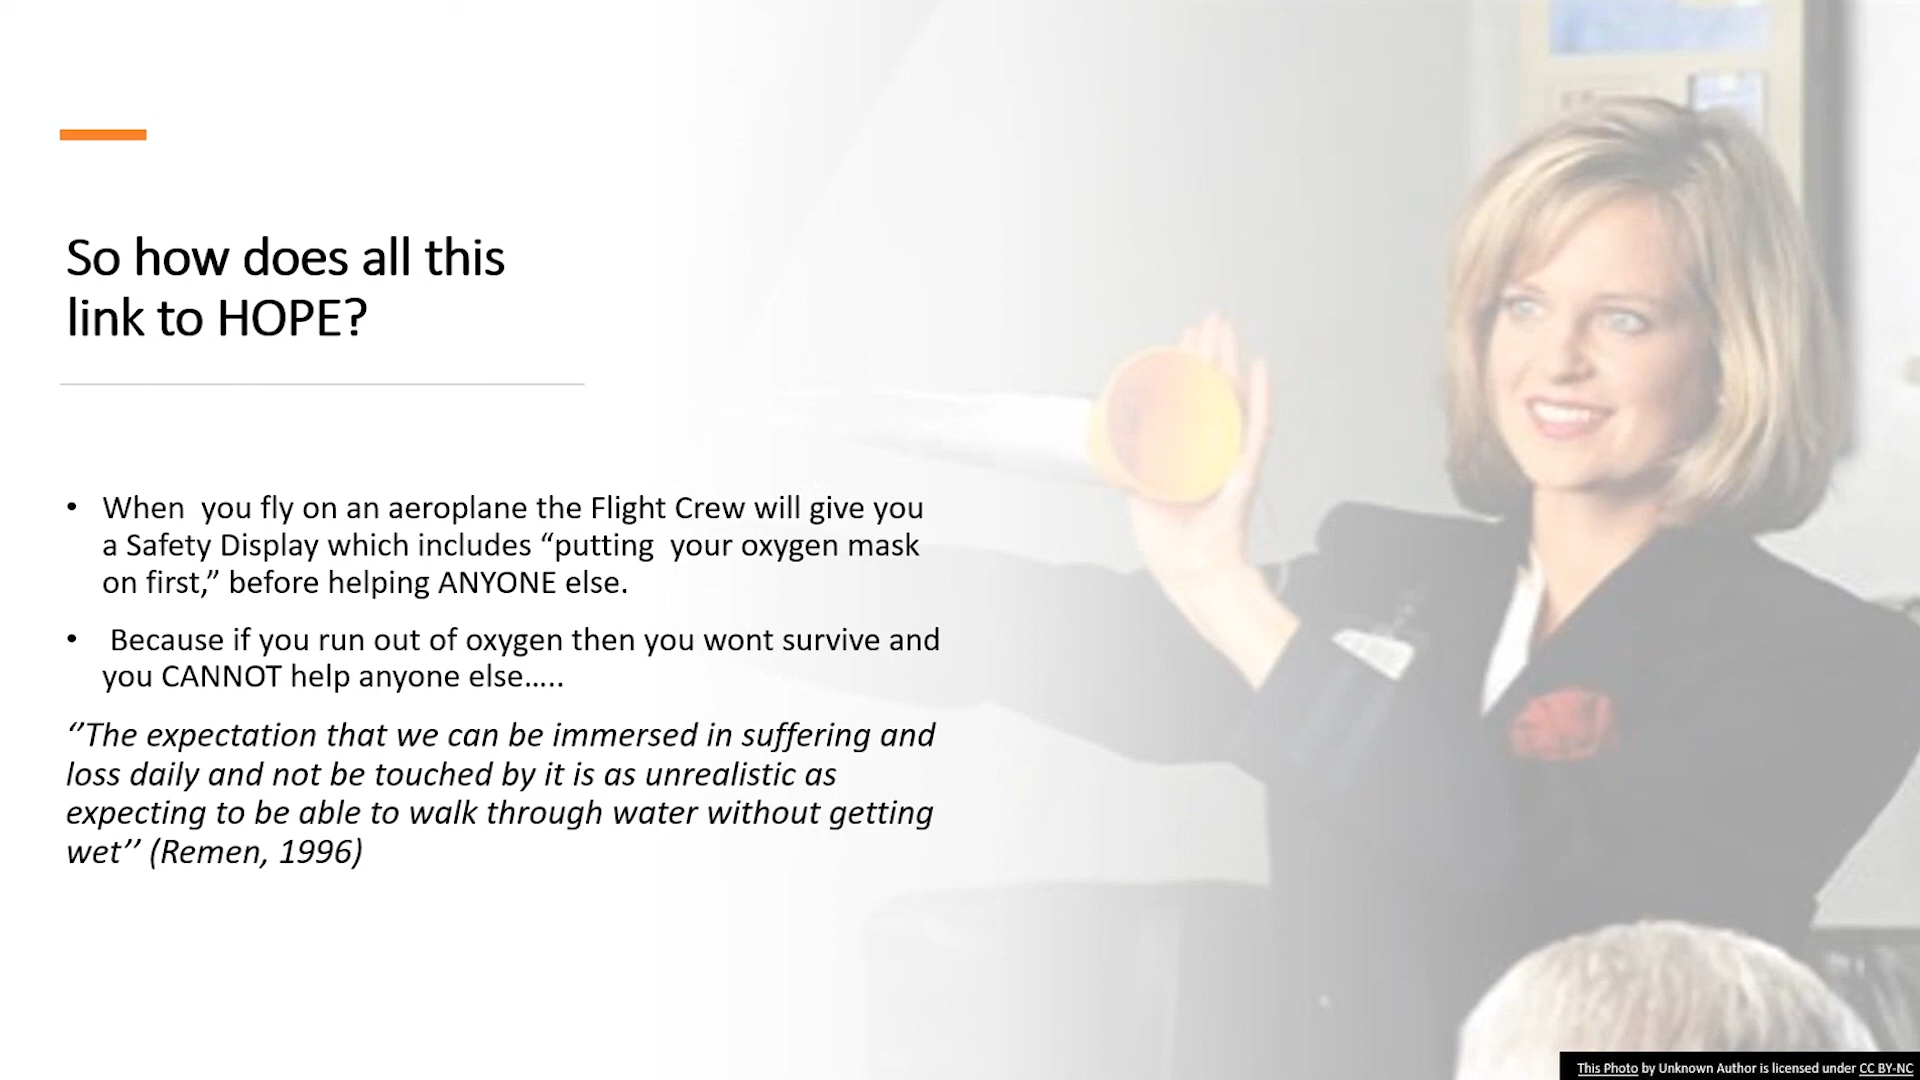 So how does all this
link to HOPE?
• When  you fly on an aeroplane the Flight Crew will give you
a Safety Display which includes “putting  your oxygen mask
on first,” before helping ANYONE else.
•  Because if you run out of oxygen then you wont survive and
you CANNOT help anyone else…..
‘’The expectation that we can be immersed in suffering and
loss daily and not be touched by it is as unrealistic as
expecting to be able to walk through water without getting
wet’’ (Remen, 1996)
This Photo by Unknown Author is licensed under CC BY-NC